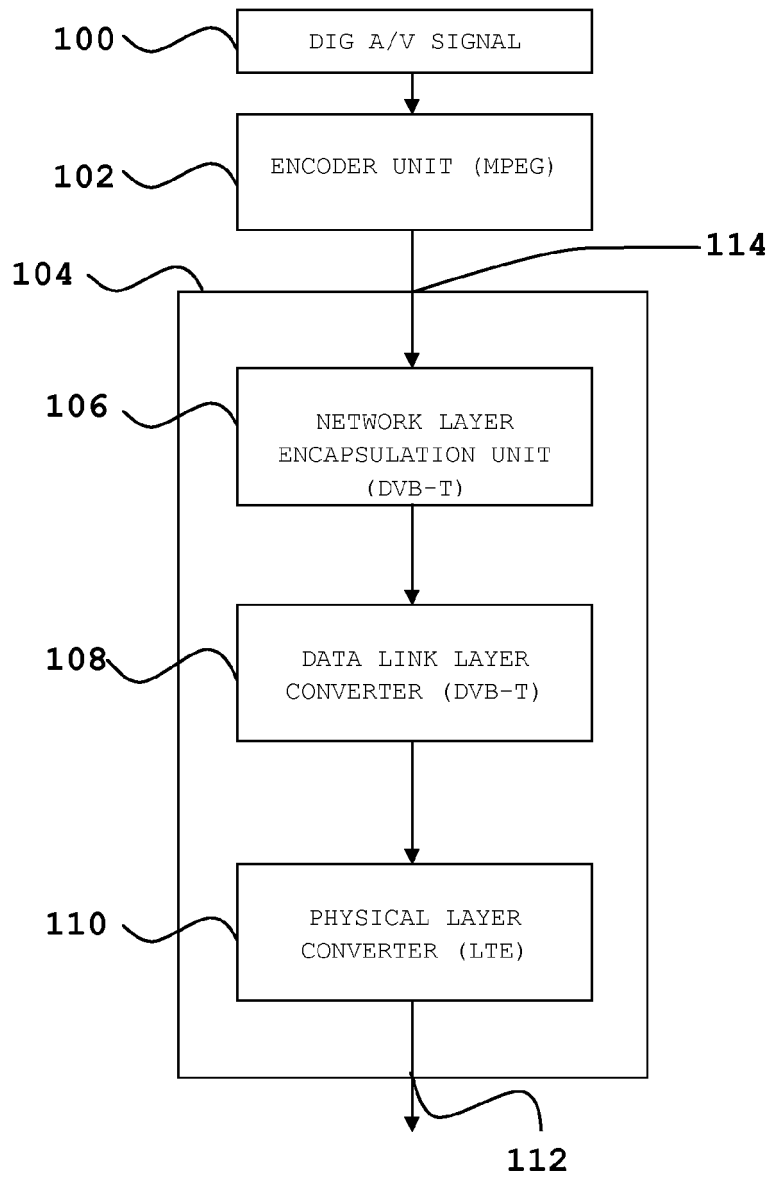 100
DIG A/V SIGNAL
102
ENCODER UNIT (MPEG)
114
104
106
NETWORK LAYER
ENCAPSULATION UNIT
(DVB-T)
108
DATA LINK LAYER
CONVERTER (DVB-T)
110
PHYSICAL LAYER
CONVERTER (LTE)
112